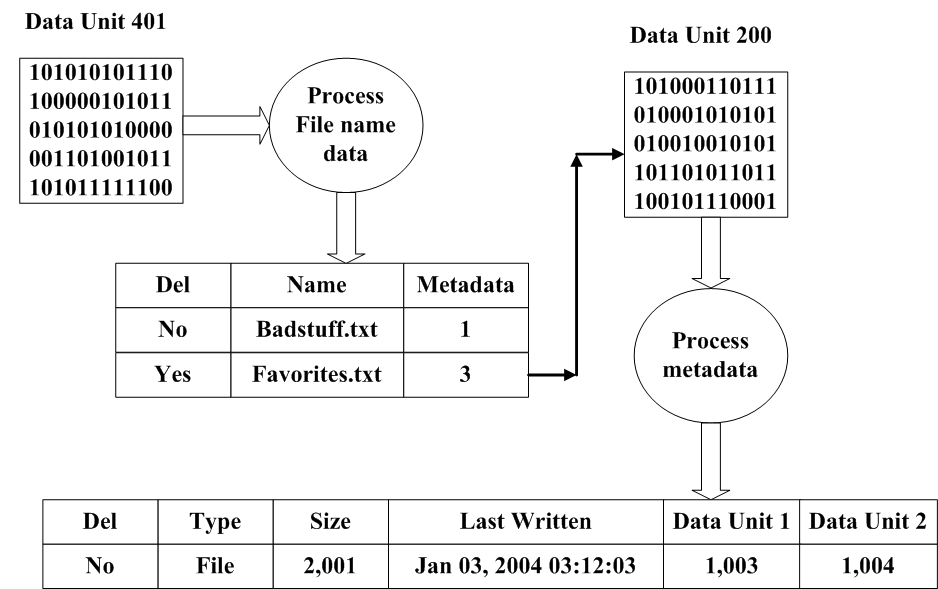 Data Unit 401
101010101110
100000101011
010101010000
001101001011
101011111100
Process
File name
data
Data Unit 200
101000110111
010001010101
010010010101
101101011011
100101110001
Del Name Metadata
No Badstuff.txt 1
Yes Favorites.txt 3
Process
metadata
Del Type Size Last Written Data Unit 1 Data Unit 2
No File 2,001 Jan 03, 2004 03:12:03 1,003 1,004